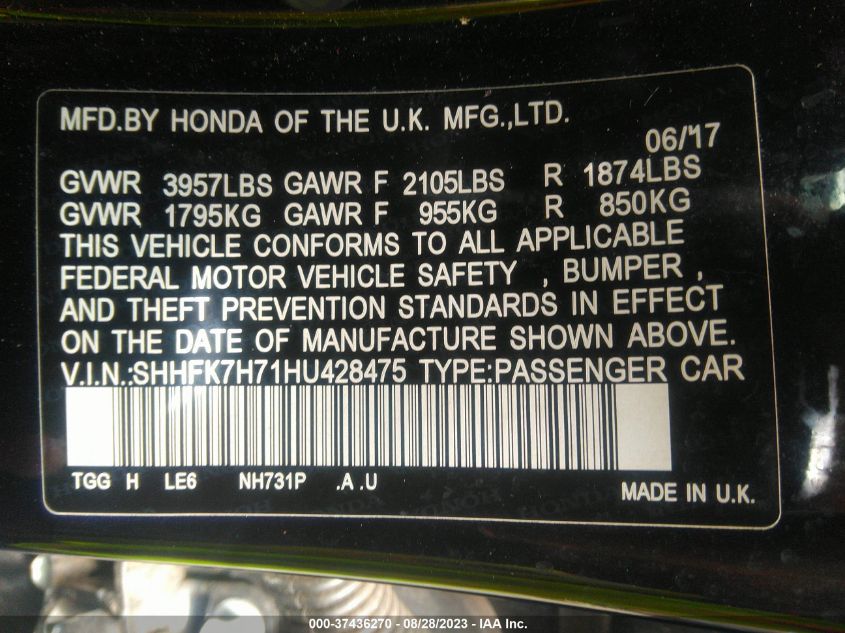 MFD.BY HONDA OF THE U.K. MFG.,LTD.
06/17
GVWR 3957LBS GAWR F 2105LBS R 1874LBS
GVWR 1795KG GAWR F 955KG R 850KG
THIS VEHICLE CONFORMS TO ALL APPLICABLE
FEDERAL MOTOR VEHICLE SAFETY , BUMPER ,
AND THEFT PREVENTION STANDARDS IN EFFECT
ON THE DATE OF MANUFACTURE SHOWN ABOVE.
V.I.N.:SHHFK7H71HU428475 TYPE:PASSENGER CAR
TGG H LE6 NH731P .A .U
MADE IN U.K.
000-37436270 - 08/28/2023 - IAA Inc.